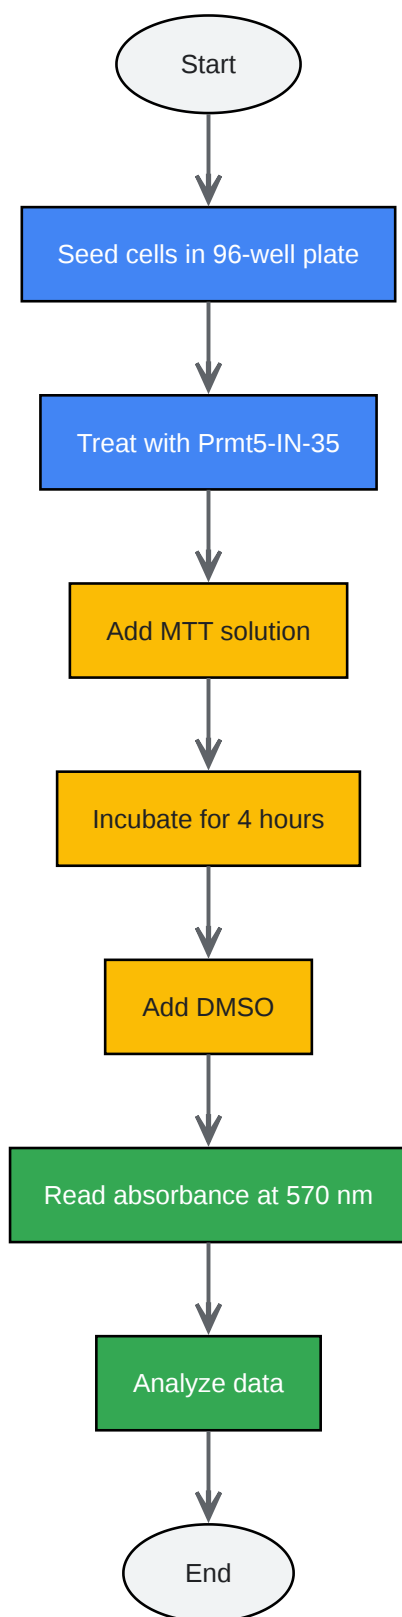 Start
Seed cells in 96-well plate
Treat with Prmt5-IN-35
Add MTT solution
Incubate for 4 hours
Add DMSO
Read absorbance at 570 nm
Analyze data
End